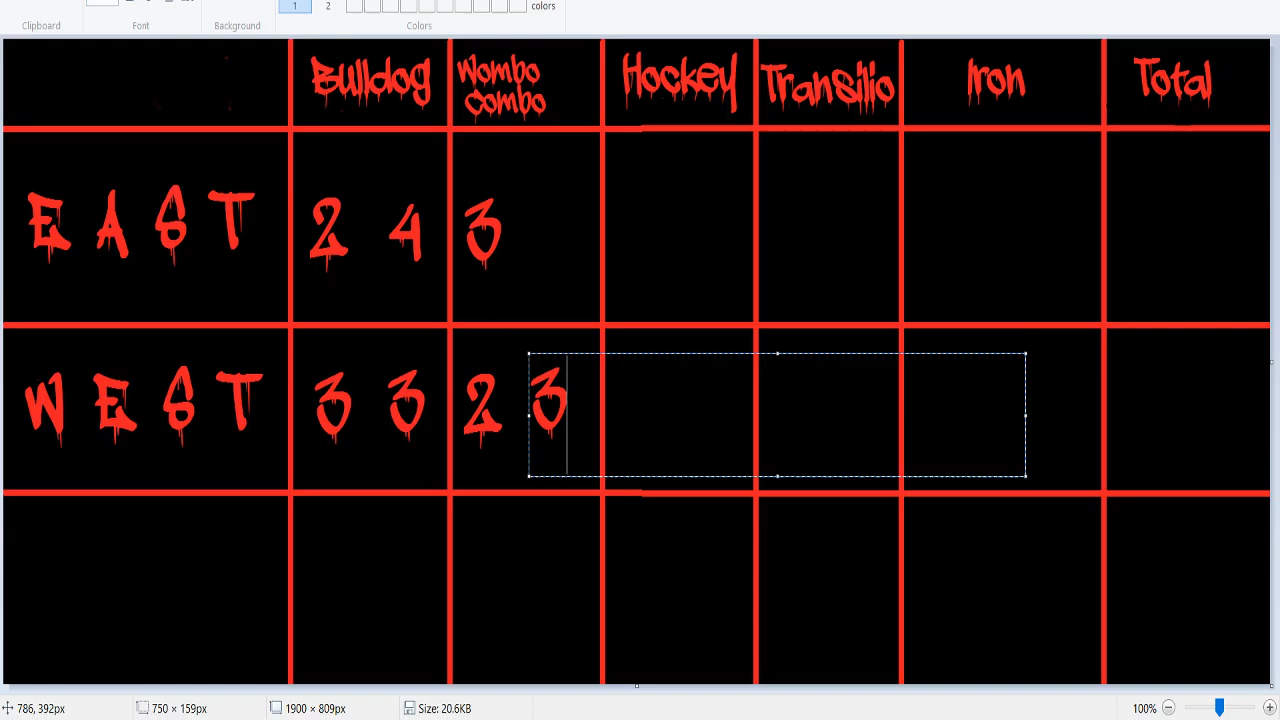 Clipboard Font Background Colors
1 2 colors
Bulldog Wombo Combo Hockey Transilio Iron Total
EAST 2 4 3
WEST 3 3 2 3
786, 392px 750 × 159px 1900 × 809px Size: 20.6KB 100%